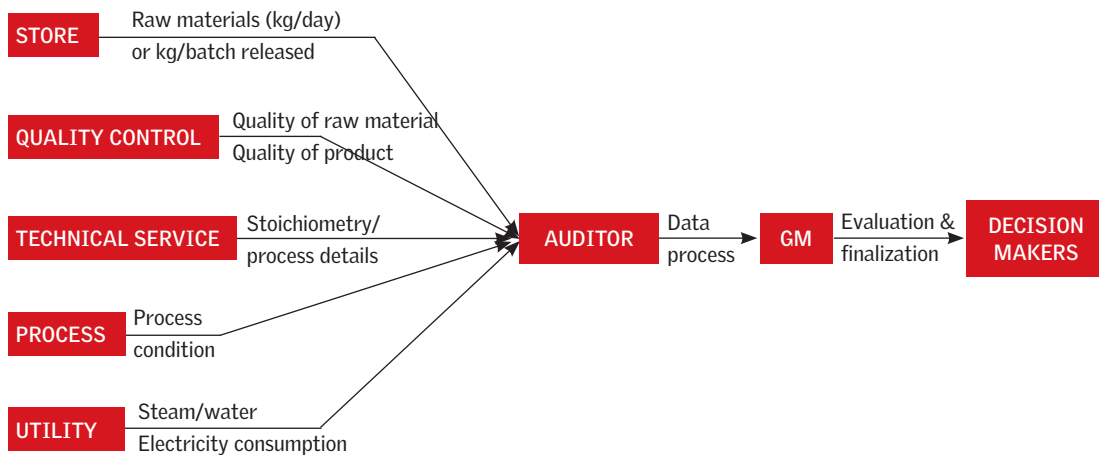 STORE
Raw materials (kg/day)
or kg/batch released
QUALITY CONTROL
Quality of raw material
Quality of product
TECHNICAL SERVICE
Stoichiometry/
process details
AUDITOR
Data
process
GM
Evaluation &
finalization
DECISION
MAKERS
PROCESS
Process
condition
UTILITY
Steam/water
Electricity consumption